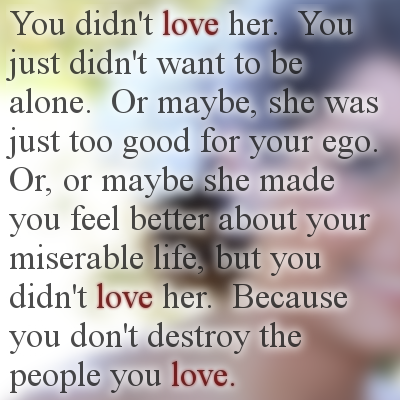 You didn't love her.  You
just didn't want to be
alone.  Or maybe, she was
just too good for your ego.
Or, or maybe she made
you feel better about your
miserable life, but you
didn't love her.  Because
you don't destroy the
people you love.